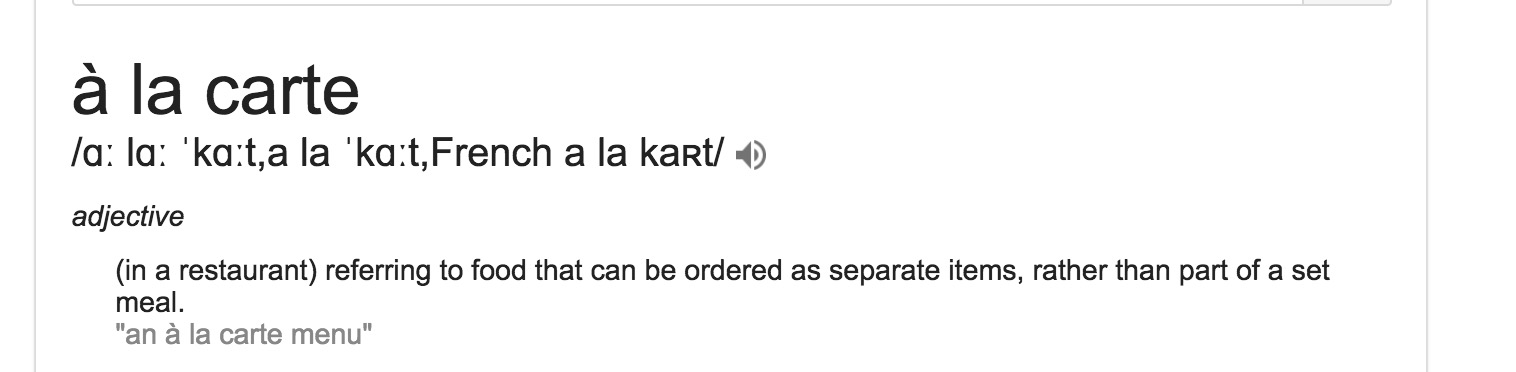 à la carte
/ɑː lɑː ˈkɑːt,a la ˈkɑːt,French a la kaʀt/
adjective
(in a restaurant) referring to food that can be ordered as separate items, rather than part of a set
meal.
"an à la carte menu"